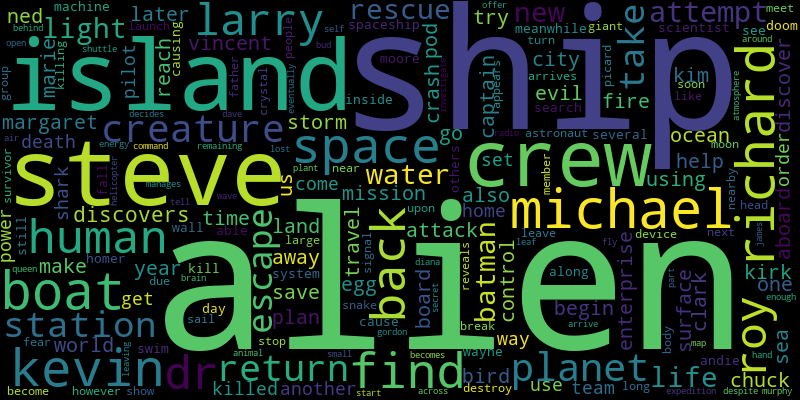 ned machine later larry rescue try new attempt
light marie vincent pilot reach causing killing
open behind shuttle launch father crystal dave decides
self bud offer people eventually meanwhile spaceship turn arrives
giant scientist meet doom see around
island ship alien steve
moore inside crash pod captain evil city search fire kim like soon
group margaret creature storm go ocean discover picard appears
death air energy command remaining lost space crew astronaut several moon
radio atmosphere take richard order
survivor shark fall helicopter plant near others set using help
wall able manages wave tell us come water mission also home member nearby
power discovers time travel upon michael head aboard
still human escape land large away attack batman leave device next james
year homer make kill system signal back reveals control leaf fly
queen due brain egg diana secret board along enterprise kirk one
boat get day save plan snake cause gordon break way begin surface clark
station sail stop wayne arrive body part map sea
fear world swim bird destroy andie roy
kevin dr return find planet life chuck
leaving animal small becomes use team long hand enough
become however show killed another start across expedition despite murphy